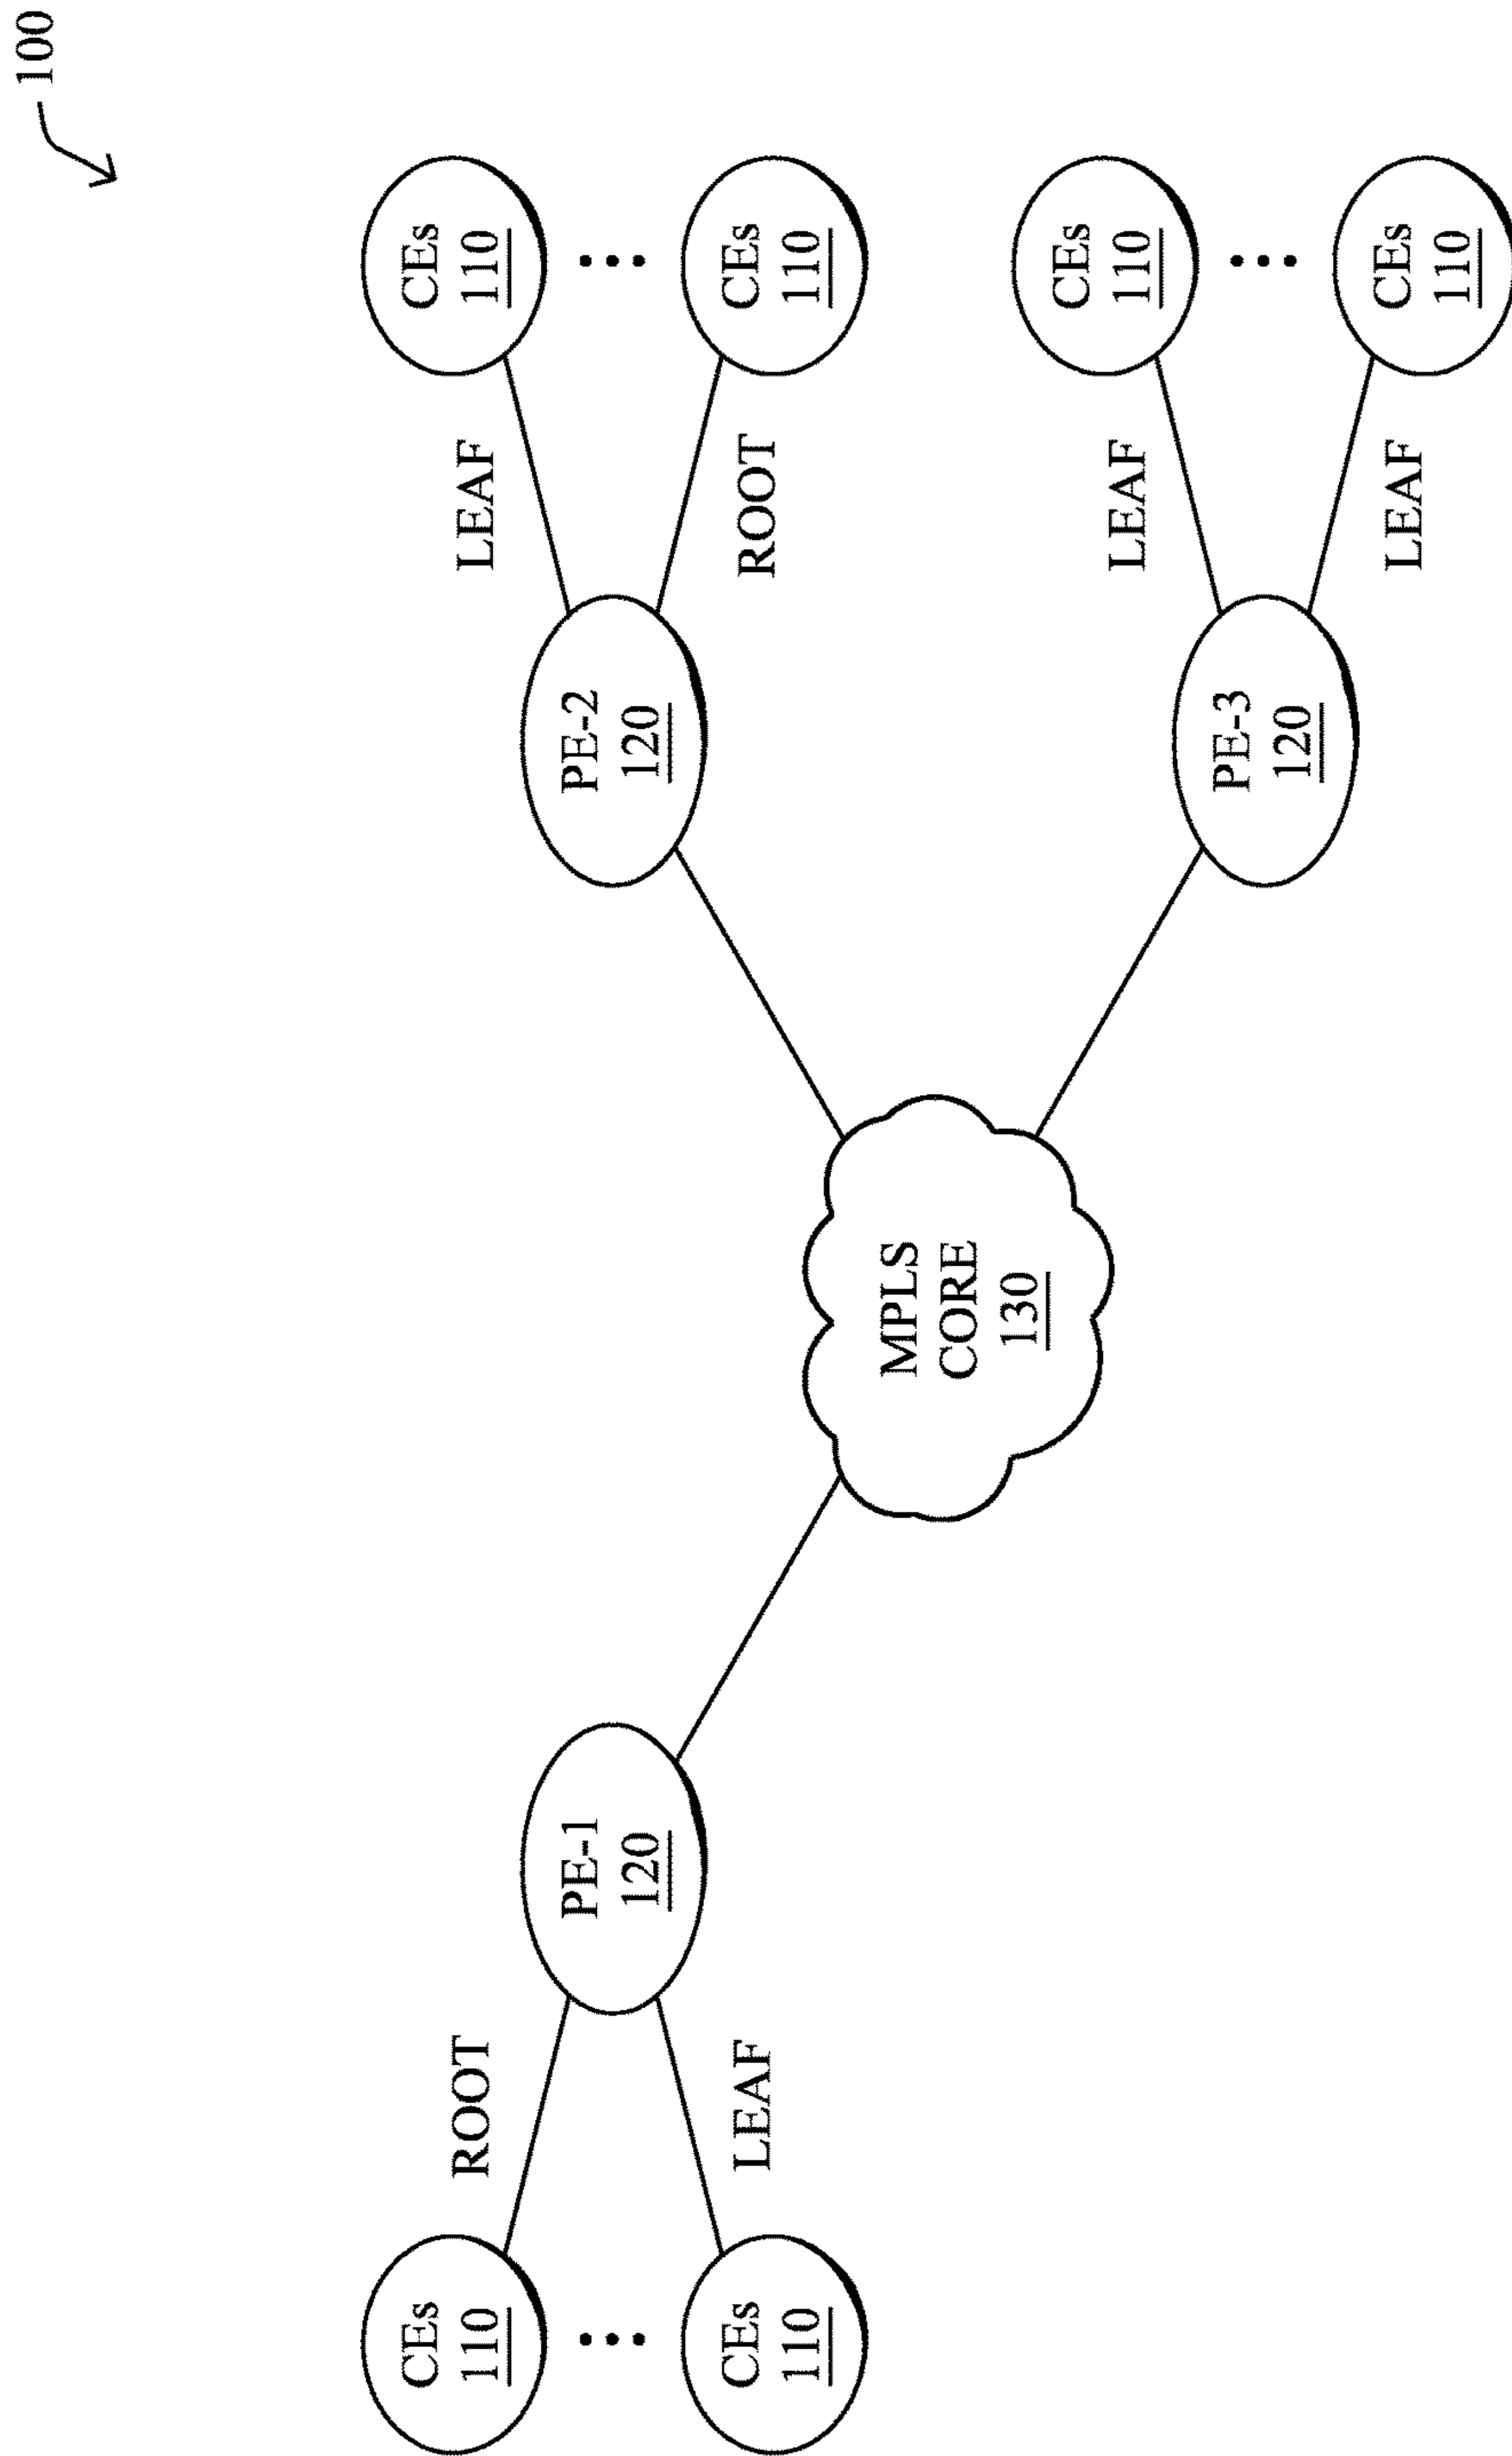 100
CEs
110
ROOT
CEs
110
LEAF
PE-1
120
MPLS
CORE
130
PE-2
120
LEAF
CEs
110
ROOT
CEs
110
PE-3
120
LEAF
CEs
110
LEAF
CEs
110